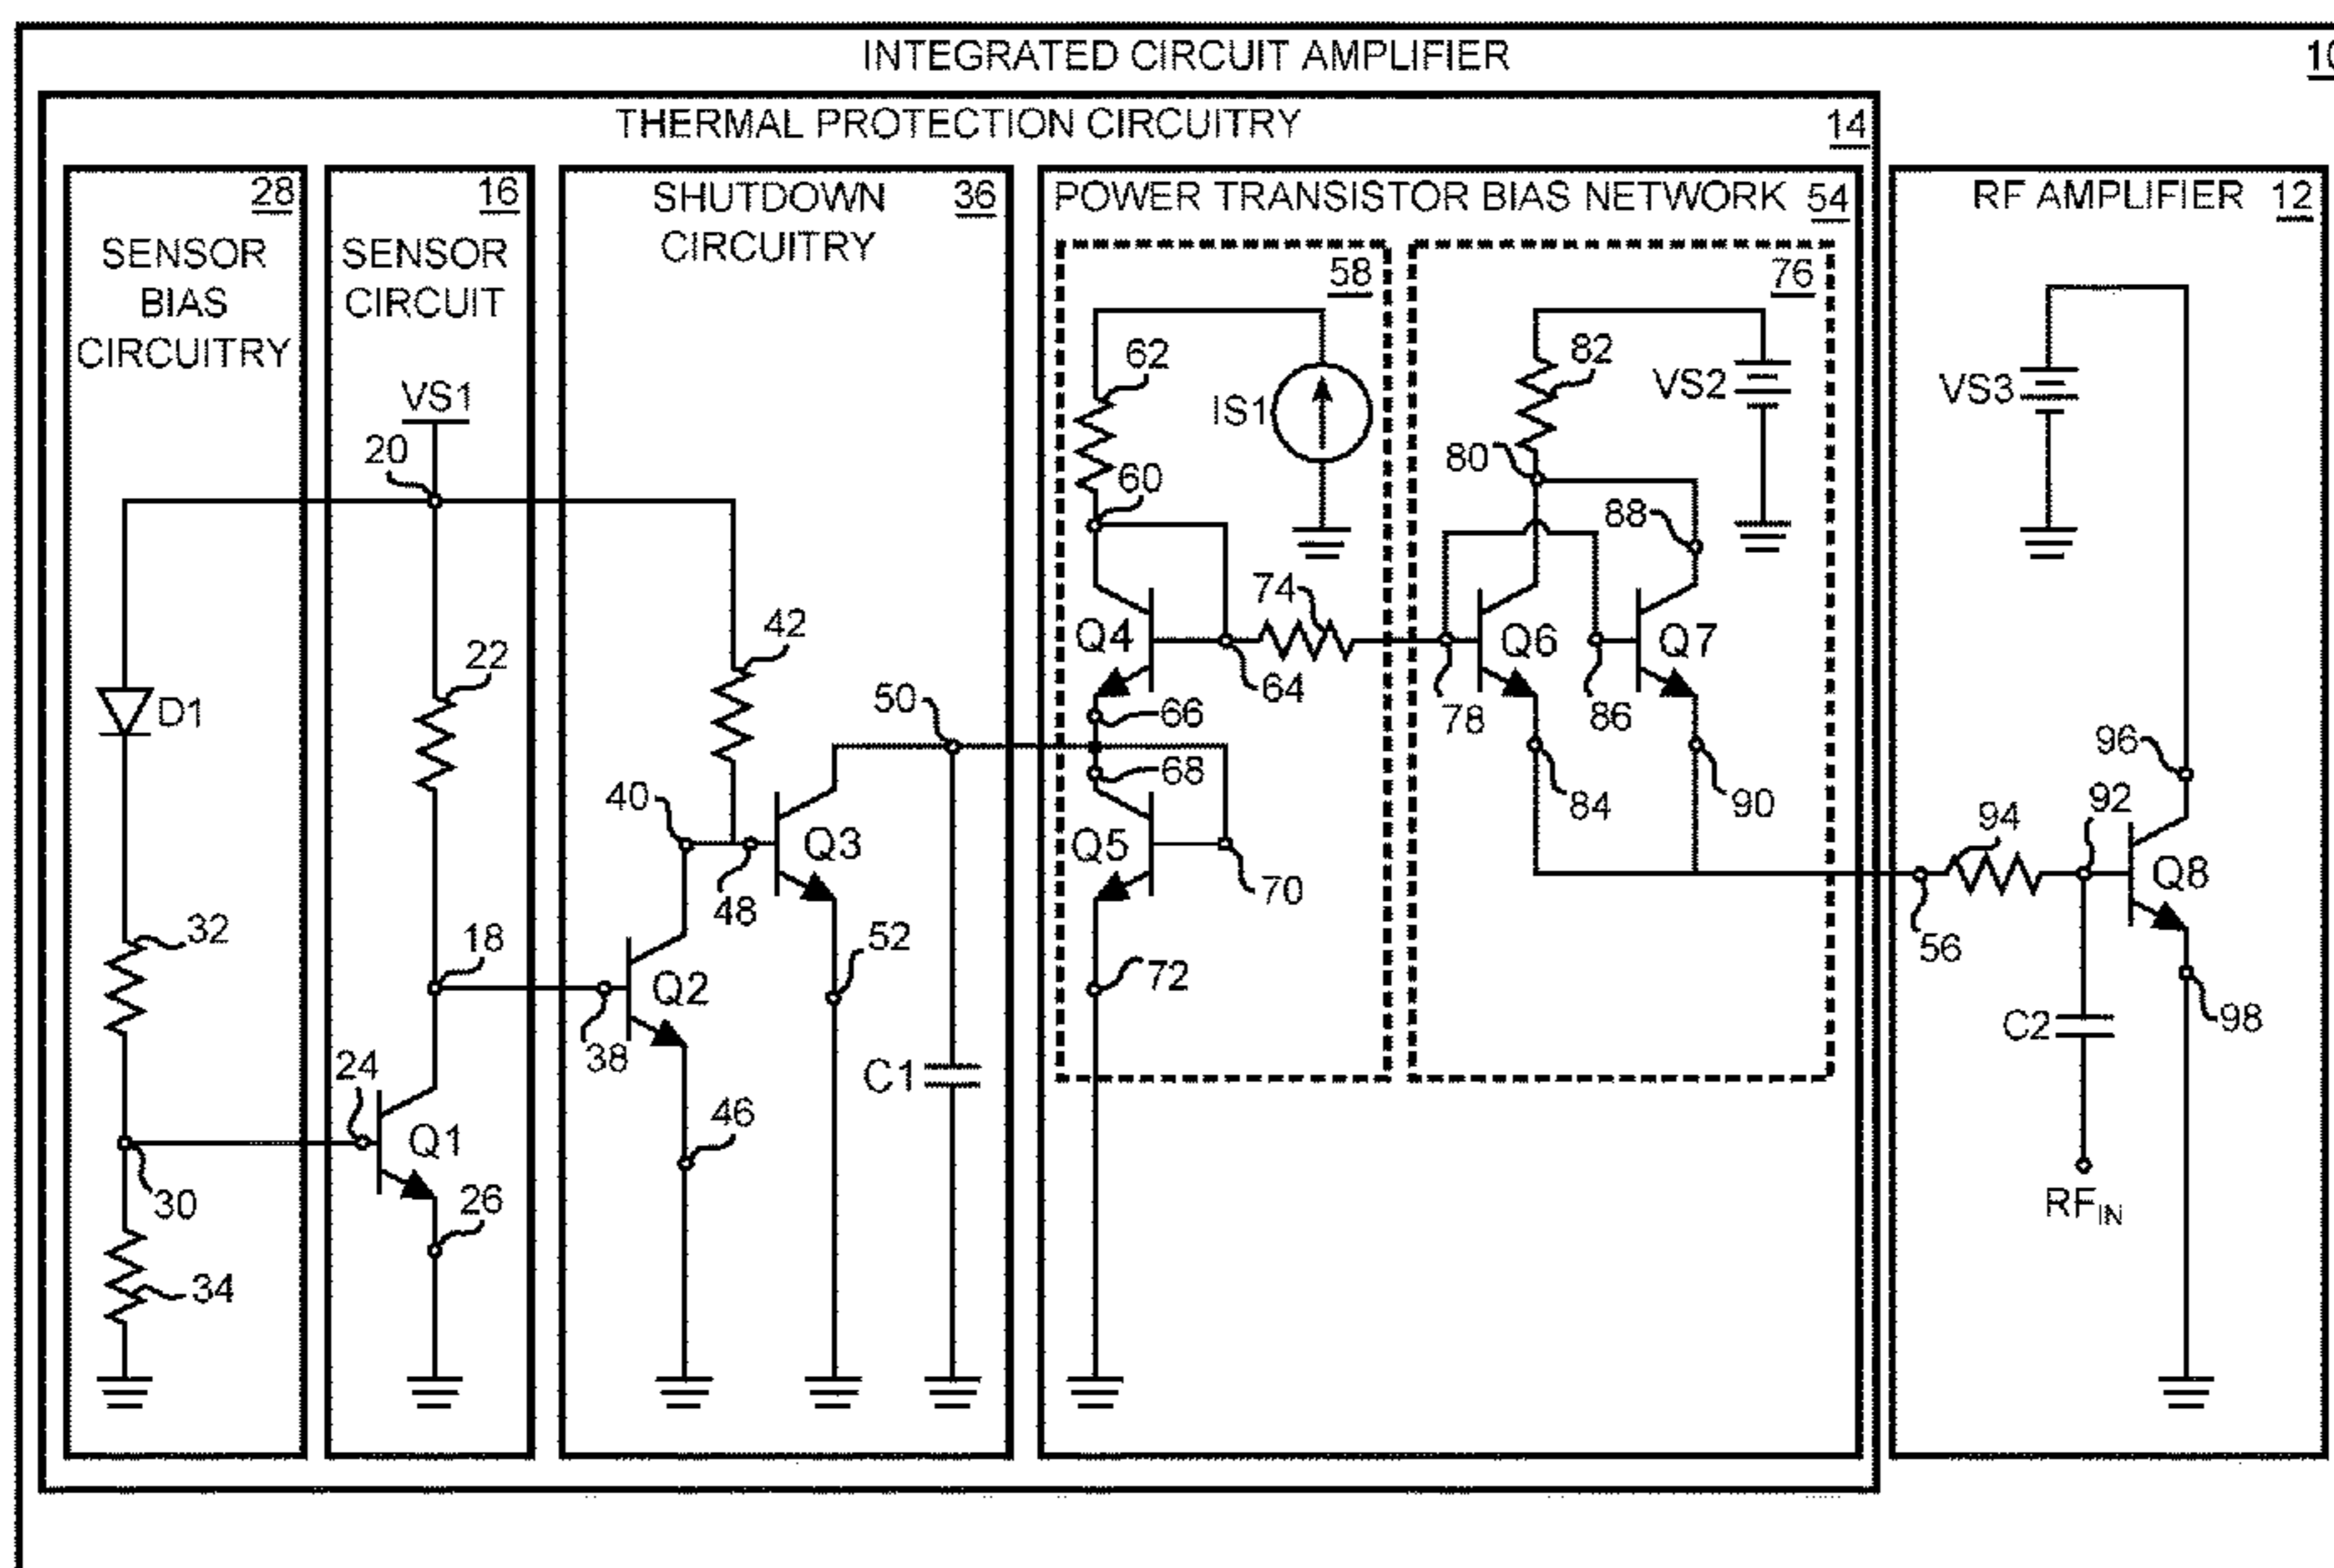 INTEGRATED CIRCUIT AMPLIFIER
THERMAL PROTECTION CIRCUITRY
14
28
SENSOR
BIAS
CIRCUITRY
16
SENSOR
CIRCUIT
SHUTDOWN
CIRCUITRY
36
POWER TRANSISTOR BIAS NETWORK
54
RF AMPLIFIER
12
58
76
62
IS1
82
VS2
VS3
VS1
20
60
80
88
74
Q4
64
Q6
Q7
42
22
D1
50
66
68
78
86
84
90
96
40
48
Q3
Q5
70
94
92
Q8
56
32
18
52
72
Q2
38
C1
C2
98
24
Q1
46
30
26
34
RFIN